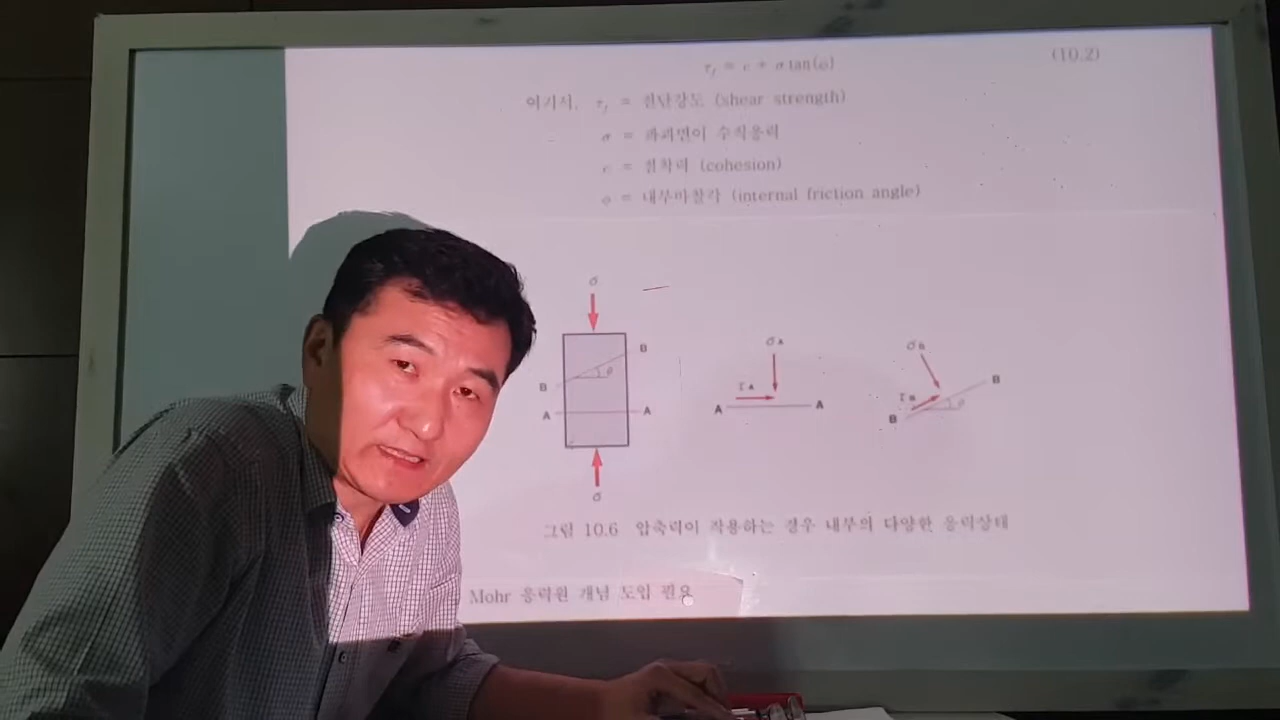 τf = c + σ tan(φ) (10.2)
여기서, τf = 전단강도 (shear strength)
σ = 파괴면의 수직응력
c = 점착력 (cohesion)
φ = 내부마찰각 (internal friction angle)
σ
B
B
θ
A
A
σ
σA
τA
A
A
σB
τB
B
B
θ
그림 10.6 압축력이 작용하는 경우 내부의 다양한 응력상태
Mohr 응력원 개념 도입 필요